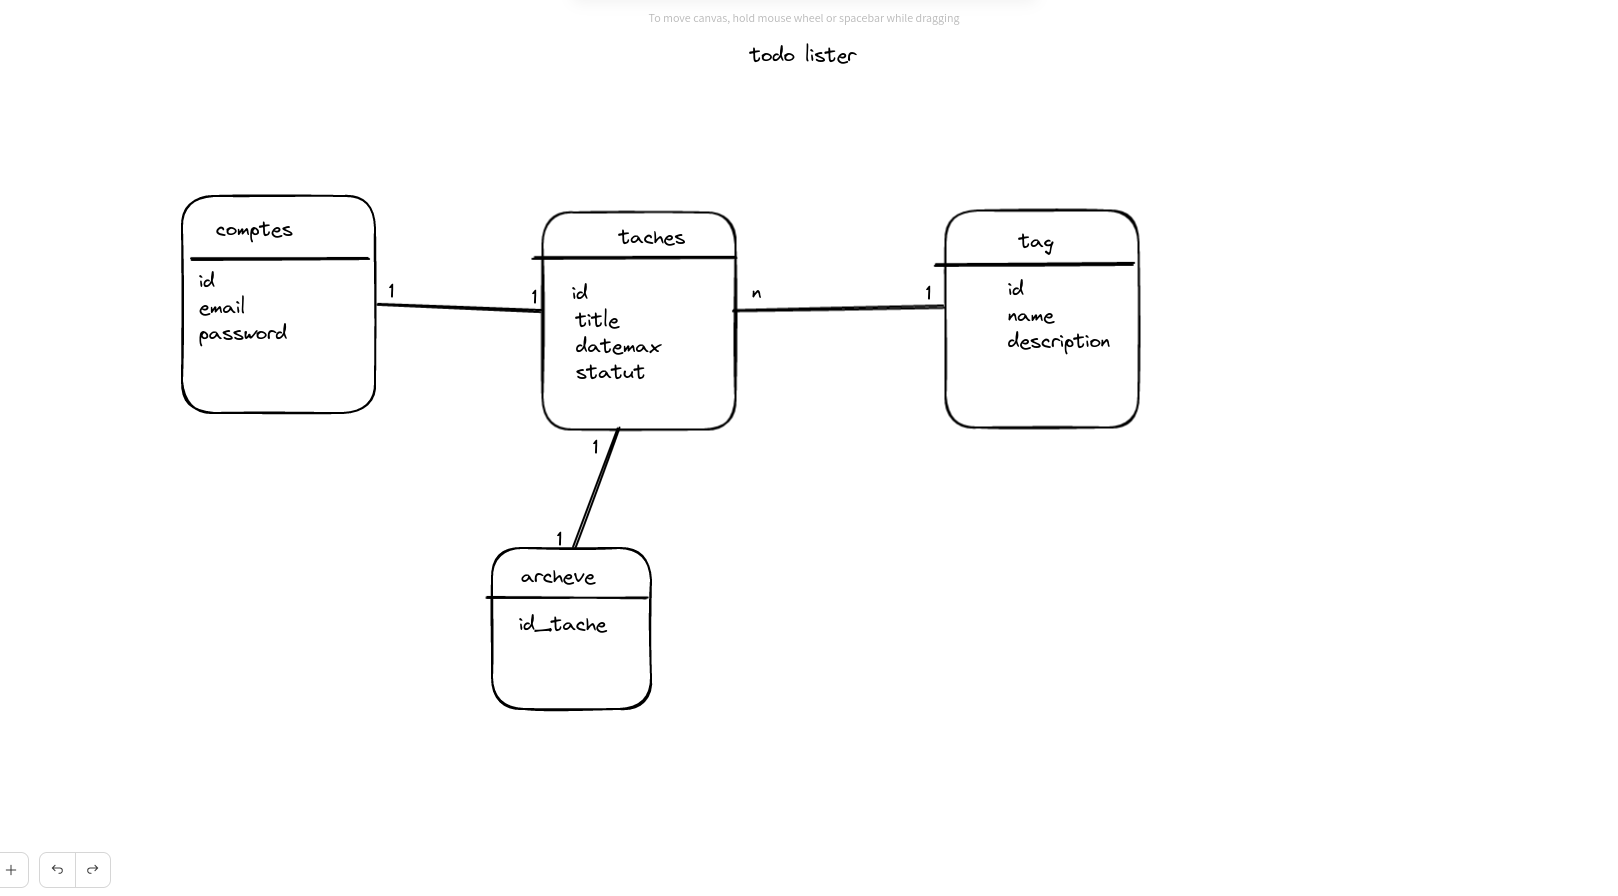 To move canvas, hold mouse wheel or spacebar while dragging
todo lister
comptes
id
email
password
1
1
taches
id
title
datemax
statut
n
1
tag
id
name
description
1
1
archeve
id_tache